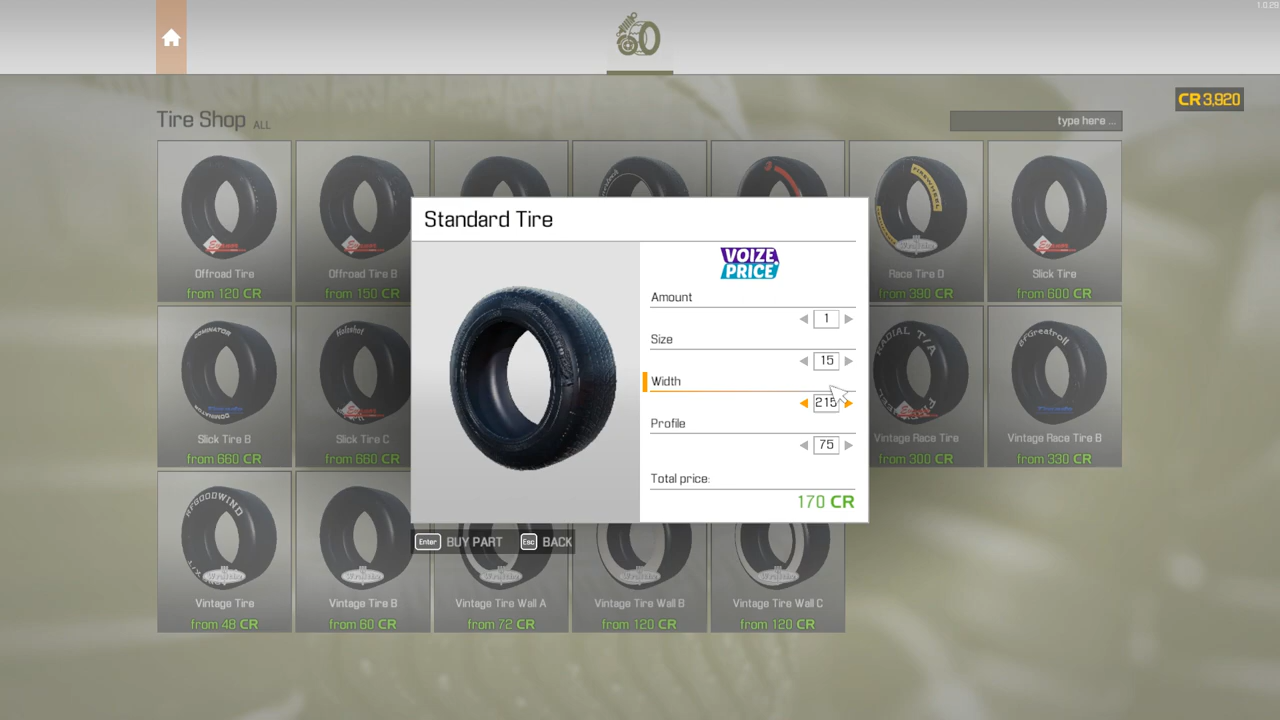 1.0.29
CR 3,920
Tire Shop ALL
type here ...
Offroad Tire
from 120 CR
Offroad Tire B
from 150 CR
FIREWHEEL
Race Tire D
from 390 CR
Slick Tire
from 600 CR
Standard Tire
VOIZE
PRICE
Amount
1
Size
15
Width
215
Profile
75
Total price:
170 CR
DOMINATOR
DOMINATOR
Slick Tire B
from 660 CR
Holeshot
Slick Tire C
from 660 CR
RADIAL T/A
Vintage Race Tire
from 300 CR
Vintage Race Tire B
from 330 CR
Enter BUY PART Esc BACK
Vintage Tire
from 48 CR
Vintage Tire B
from 60 CR
Vintage Tire Wall A
from 72 CR
Vintage Tire Wall B
from 120 CR
Vintage Tire Wall C
from 120 CR